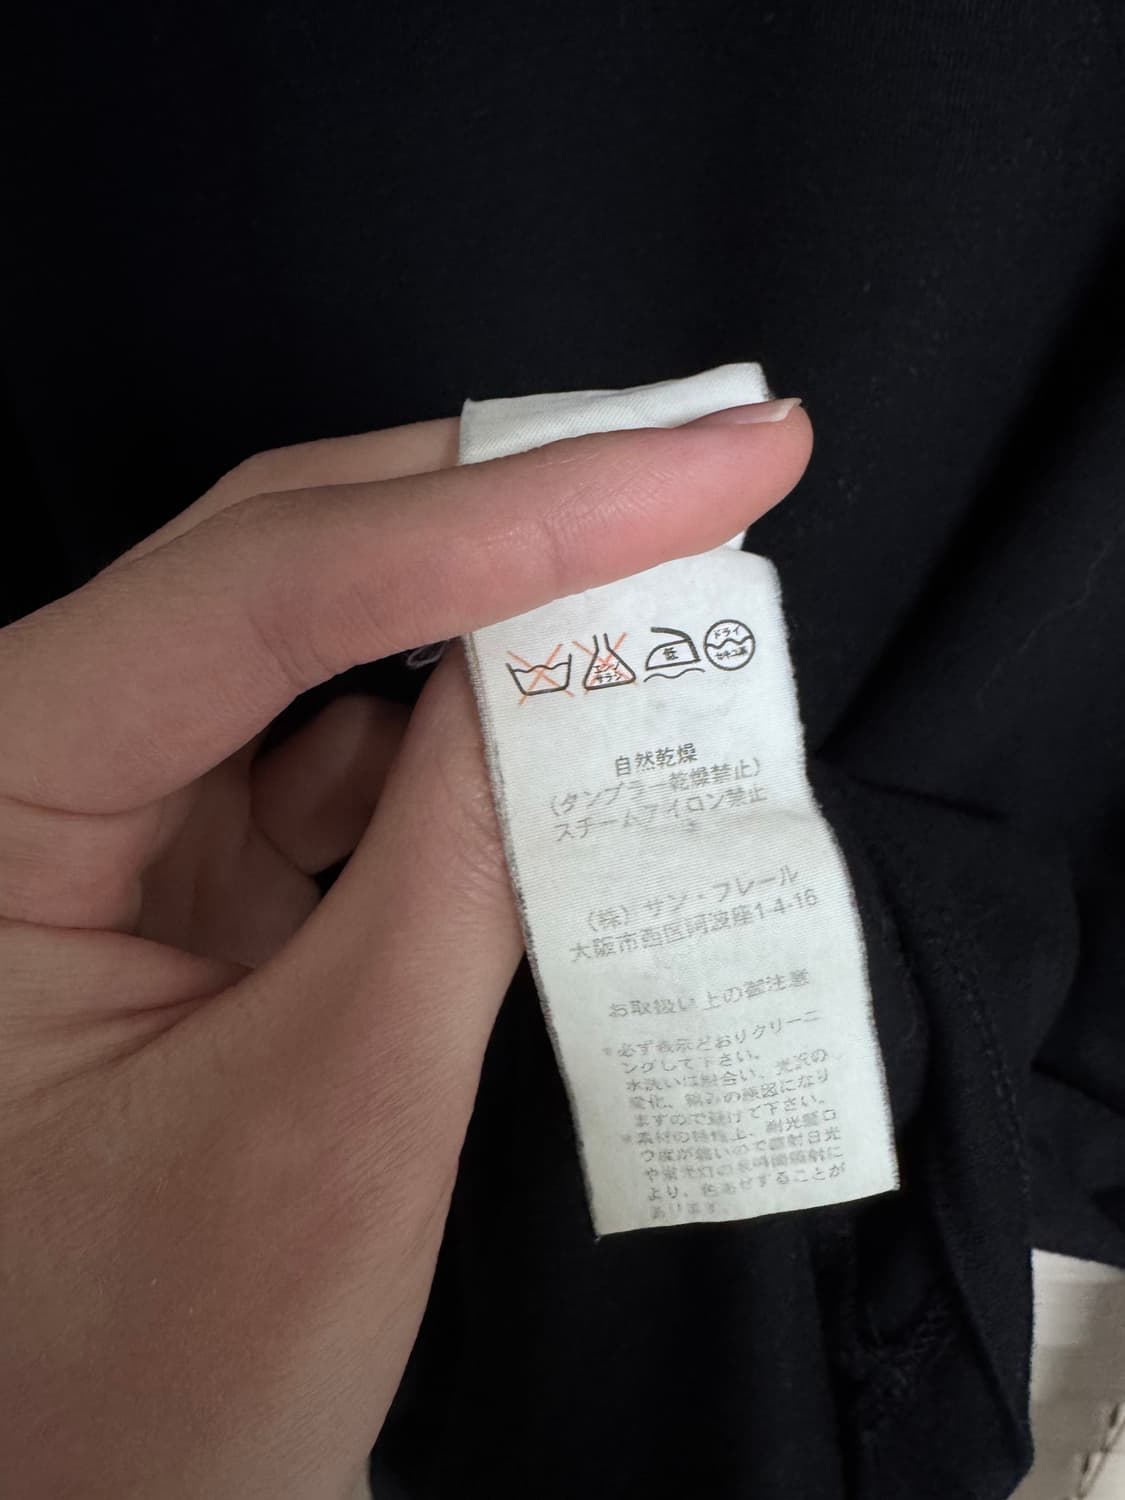 エンソ
サラシ
低
ドライ
セキユ系
自然乾燥
(タンブラー乾燥禁止)
スチームアイロン禁止
(株)サン・フレール
大阪市西区阿波座1-4-16
お取扱い上の御注意
*必ず表示どおりクリーニ
ングして下さい。
水洗いは風合い、光沢の
変化、縮みの原因になり
ますので避けて下さい。
*素材の特性上、耐光堅ロ
ウ度が弱いので直射日光
や蛍光灯の長時間照射に
より、色あせすることが
あります。